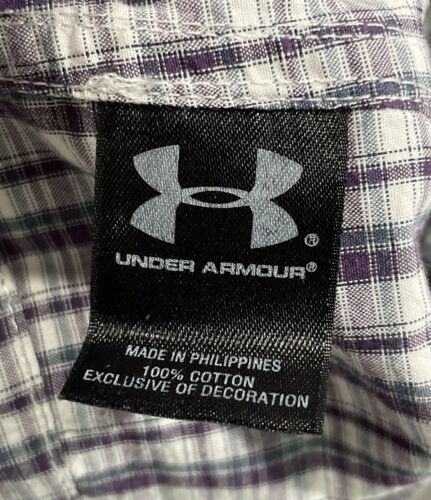 ®
UNDER ARMOUR®
MADE IN PHILIPPINES
100% COTTON
EXCLUSIVE OF DECORATION